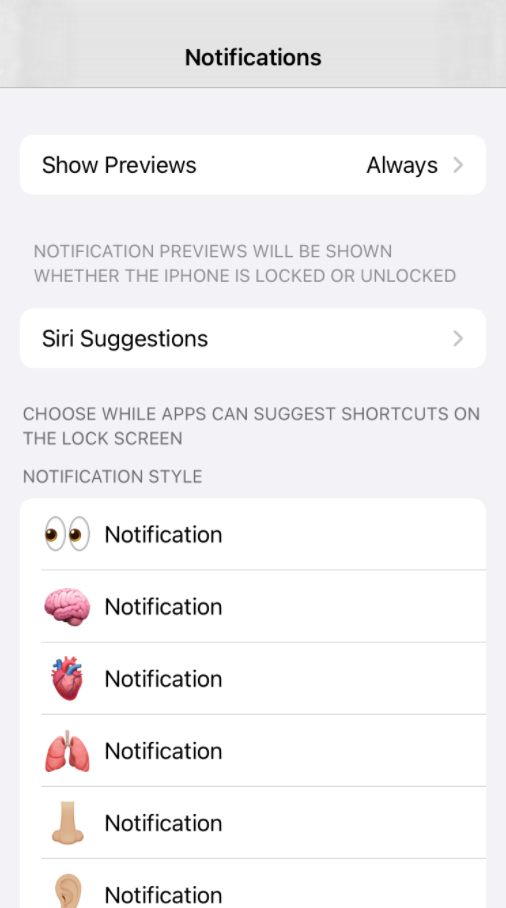 Notifications
Show Previews Always
NOTIFICATION PREVIEWS WILL BE SHOWN
WHETHER THE IPHONE IS LOCKED OR UNLOCKED
Siri Suggestions
CHOOSE WHILE APPS CAN SUGGEST SHORTCUTS ON
THE LOCK SCREEN
NOTIFICATION STYLE
Notification
Notification
Notification
Notification
Notification
Notification